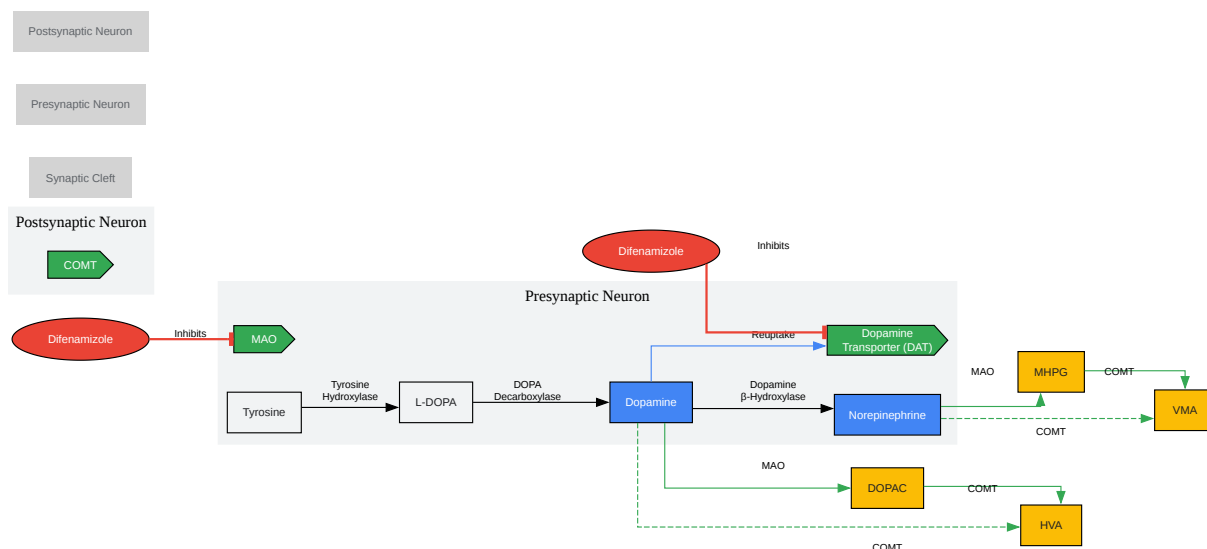 Postsynaptic Neuron
Presynaptic Neuron
Synaptic Cleft
Postsynaptic Neuron
COMT
Difenamizole
Inhibits
Presynaptic Neuron
Difenamizole
Inhibits
MAO
Reuptake
Dopamine
Transporter (DAT)
Tyrosine
Tyrosine
Hydroxylase
L-DOPA
DOPA
Decarboxylase
Dopamine
Dopamine
β-Hydroxylase
Norepinephrine
MAO
MHPG
COMT
VMA
COMT
MAO
DOPAC
COMT
HVA
COMT